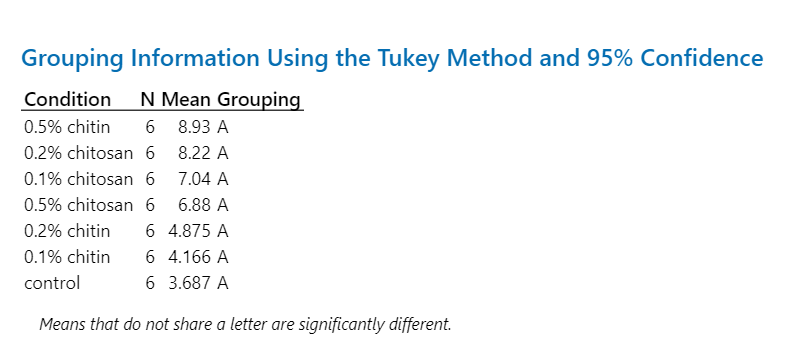 Grouping Information Using the Tukey Method and 95% Confidence
Condition N Mean Grouping
0.5% chitin 6 8.93 A
0.2% chitosan 6 8.22 A
0.1% chitosan 6 7.04 A
0.5% chitosan 6 6.88 A
0.2% chitin 6 4.875 A
0.1% chitin 6 4.166 A
control 6 3.687 A
Means that do not share a letter are significantly different.